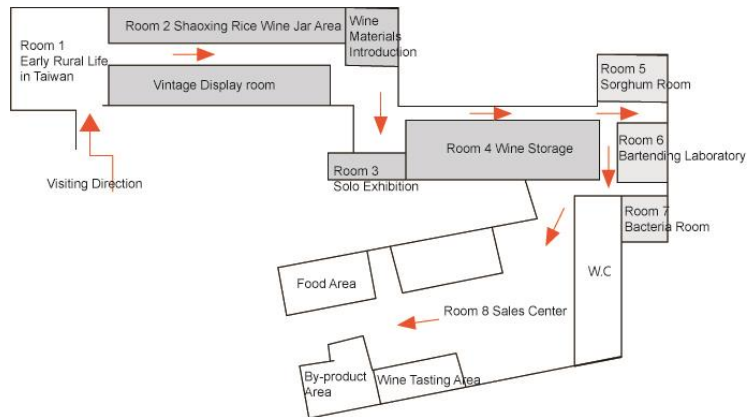 Room 1
Early Rural Life
in Taiwan
Room 2 Shaoxing Rice Wine Jar Area
Wine
Materials
Introduction
Vintage Display room
Visiting Direction
Room 3
Solo Exhibition
Room 4 Wine Storage
Room 5
Sorghum Room
Room 6
Bartending Laboratory
Room 7
Bacteria Room
W.C
Food Area
Room 8 Sales Center
By-product
Area
Wine Tasting Area